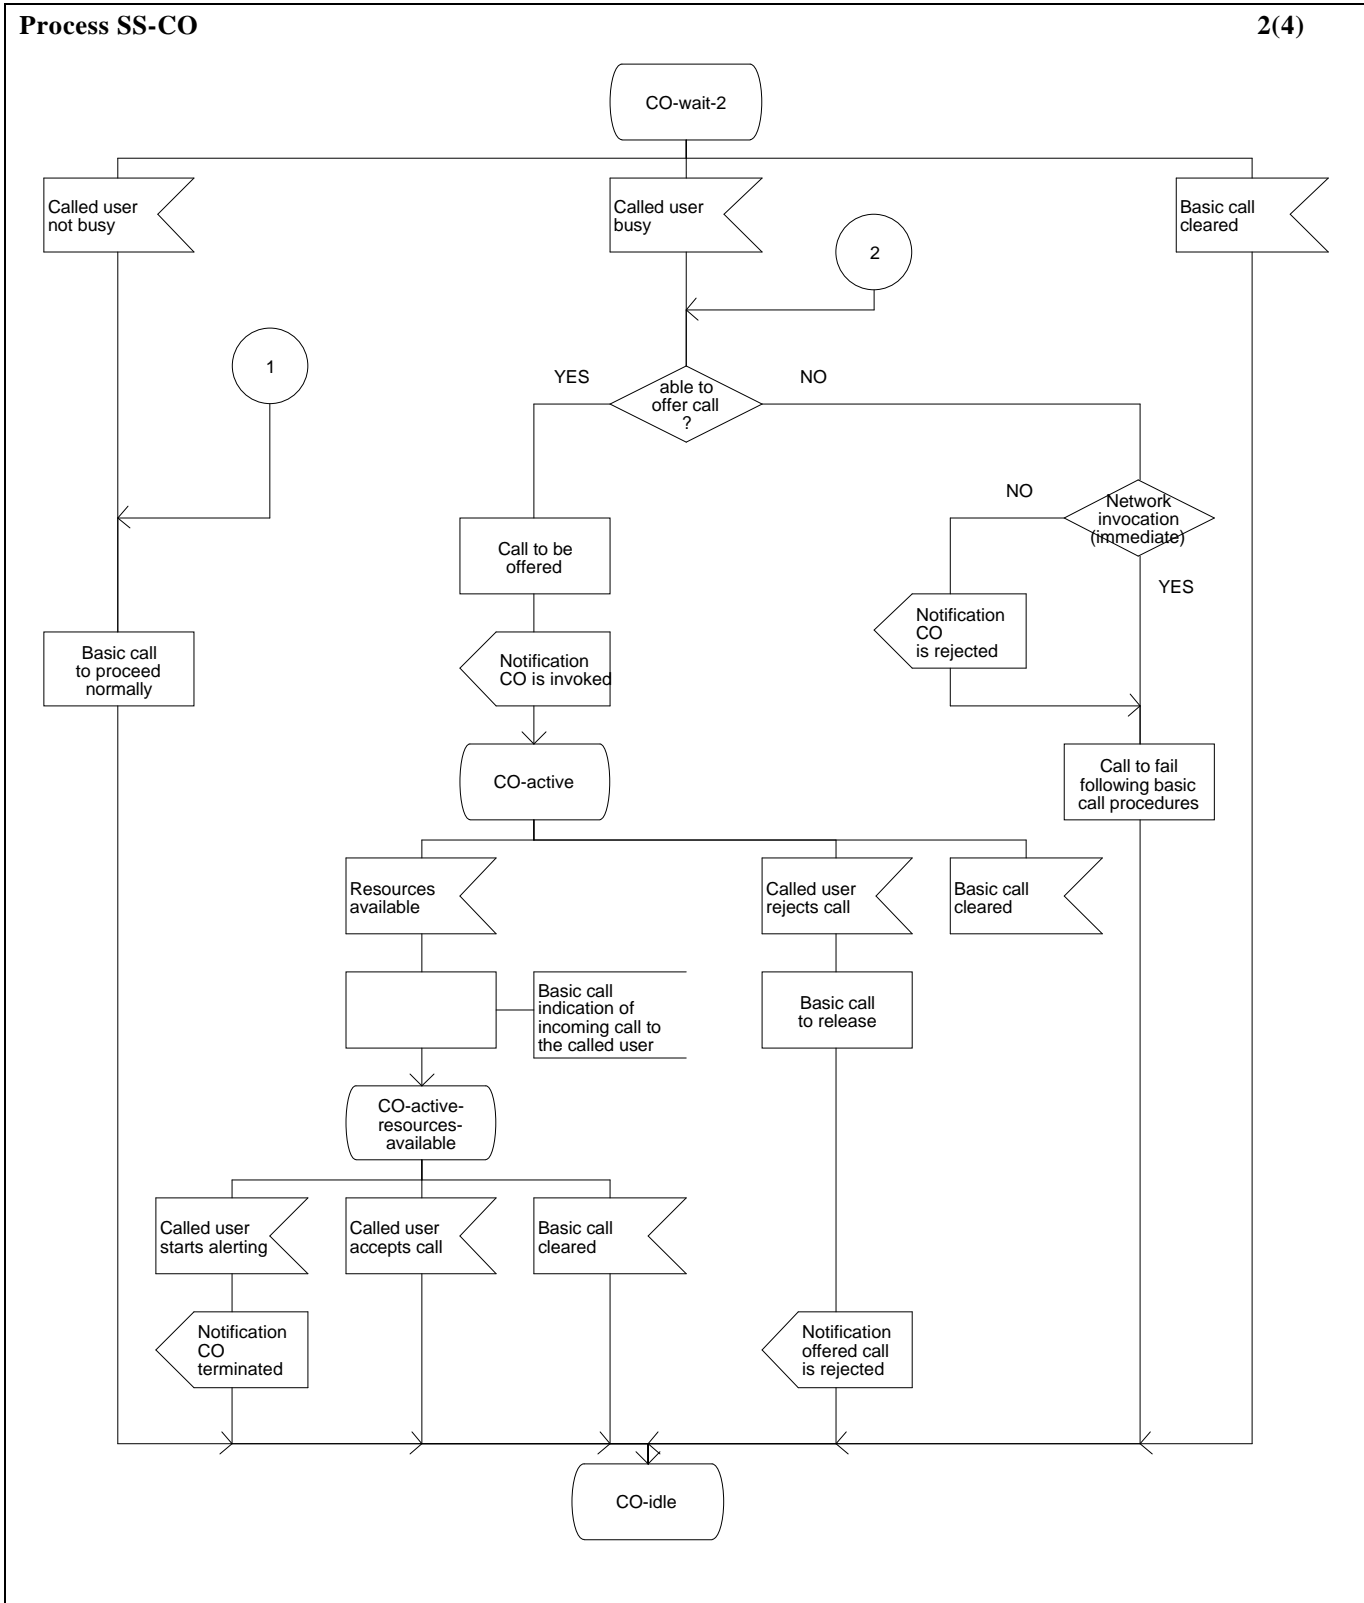 Process SS-CO 2(4)
CO-wait-2
Called user
not busy
Called user
busy
Basic call
cleared
2
1
YES
able to
offer call
?
NO
NO
Network
invocation
(immediate)
YES
Call to be
offered
Notification
CO
is rejected
Basic call
to proceed
normally
Notification
CO is invoked
CO-active
Call to fail
following basic
call procedures
Resources
available
Called user
rejects call
Basic call
cleared
Basic call
indication of
incoming call to
the called user
Basic call
to release
CO-active-
resources-
available
Called user
starts alerting
Called user
accepts call
Basic call
cleared
Notification
CO
terminated
Notification
offered call
is rejected
CO-idle